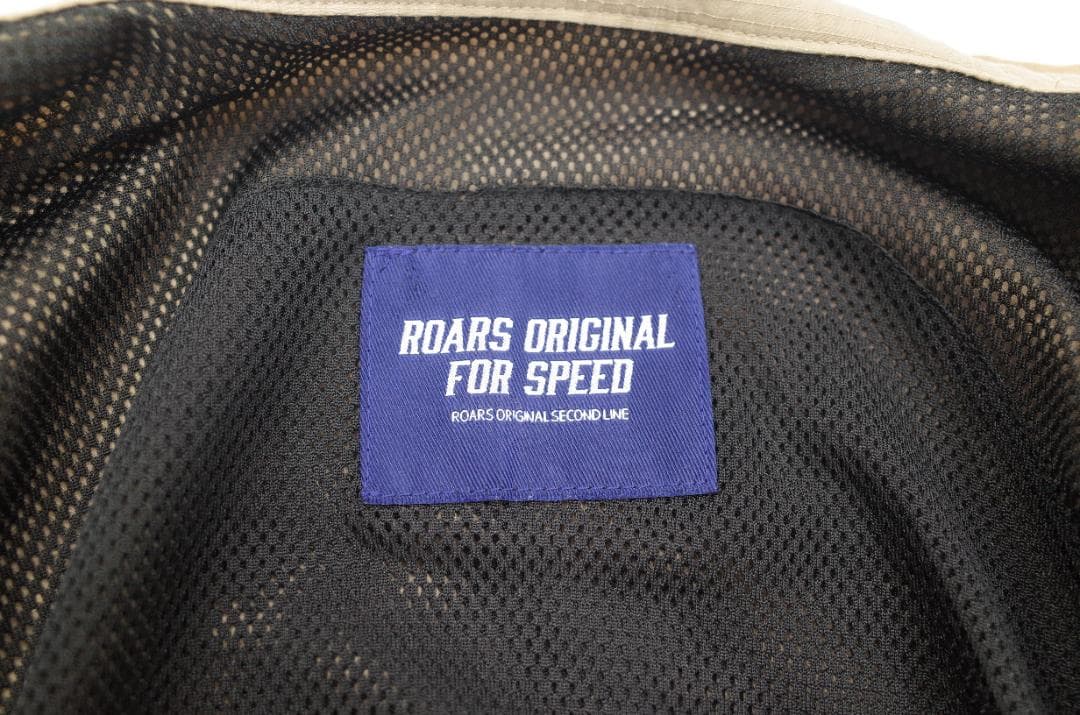 ROARS ORIGINAL
FOR SPEED
ROARS ORIGINAL SECOND LINE